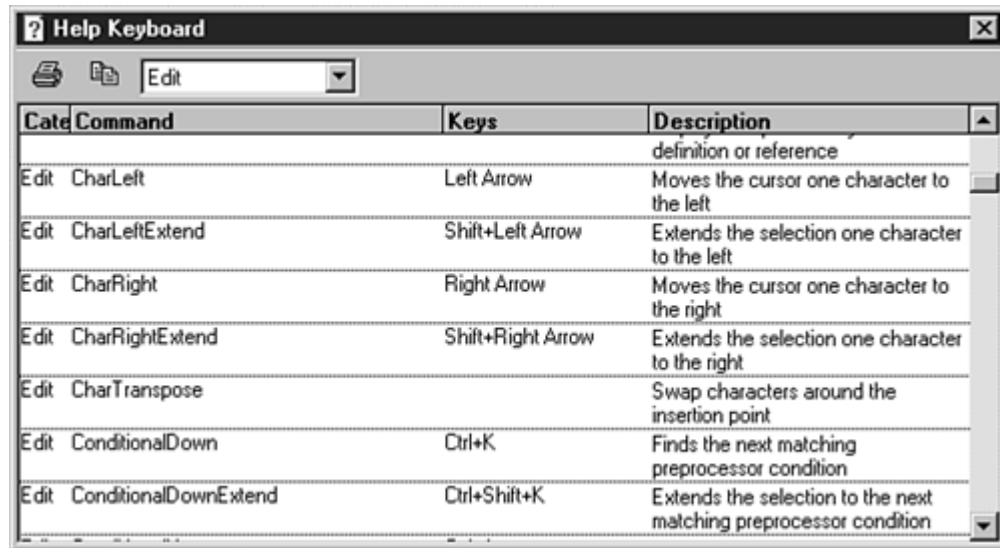 Help Keyboard
Edit
Cate Command Keys Description
definition or reference
Edit CharLeft Left Arrow Moves the cursor one character to
the left
Edit CharLeftExtend Shift+Left Arrow Extends the selection one character
to the left
Edit CharRight Right Arrow Moves the cursor one character to
the right
Edit CharRightExtend Shift+Right Arrow Extends the selection one character
to the right
Edit CharTranspose Swap characters around the
insertion point
Edit ConditionalDown Ctrl+K Finds the next matching
preprocessor condition
Edit ConditionalDownExtend Ctrl+Shift+K Extends the selection to the next
matching preprocessor condition